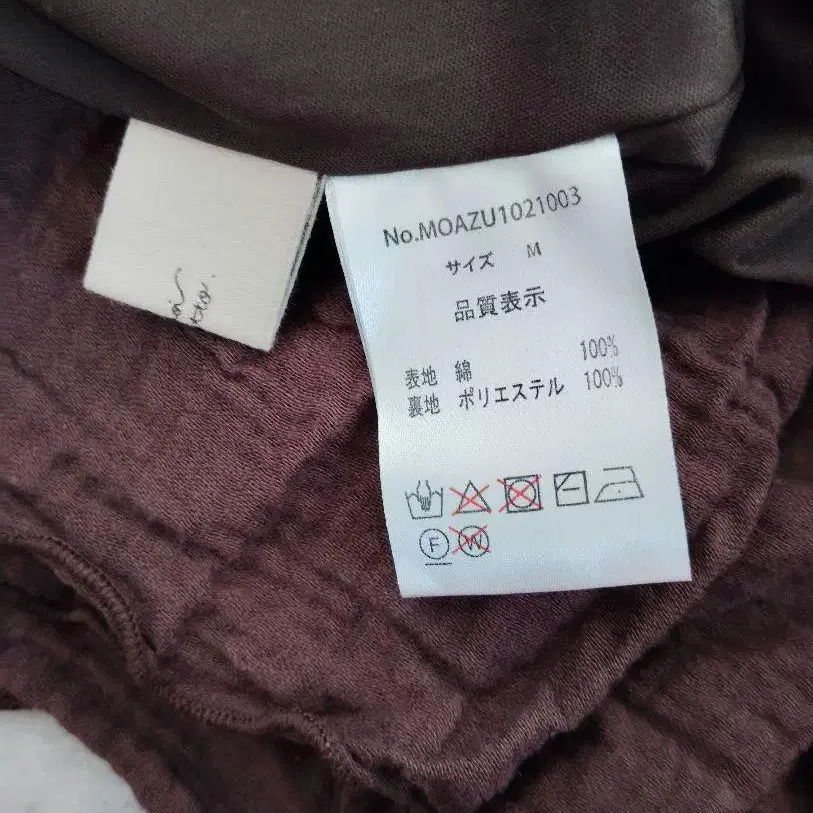 No.MOAZU1021003
サイズ M
品質表示
表地 綿 100%
裏地 ポリエステル 100%
F W